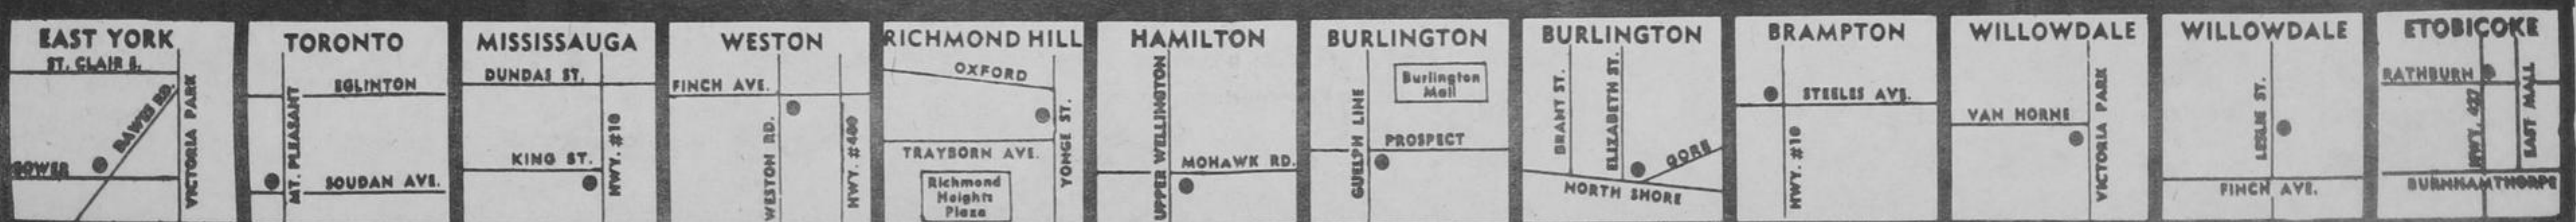 EAST YORK
ST. CLAIR E.
DAWES RD.
VICTORIA PARK
GOWER
TORONTO
EGLINTON
MT. PLEASANT
SOUDAN AVE.
MISSISSAUGA
DUNDAS ST.
HWY. #10
KING ST.
WESTON
FINCH AVE.
WESTON RD.
HWY. #400
RICHMOND HILL
OXFORD
YONGE ST.
TRAYBORN AVE.
Richmond
Heights
Plaza
HAMILTON
UPPER WELLINGTON
MOHAWK RD.
BURLINGTON
Burlington
Mall
GUELPH LINE
PROSPECT
BURLINGTON
BRANT ST.
ELIZABETH ST.
GORE
NORTH SHORE
BRAMPTON
STEELES AVE.
HWY. #10
WILLOWDALE
VAN HORNE
VICTORIA PARK
WILLOWDALE
LESLIE ST.
FINCH AVE.
ETOBICOKE
RATHBURN
HWY. 427
EAST MALL
BURNHAMTHORPE